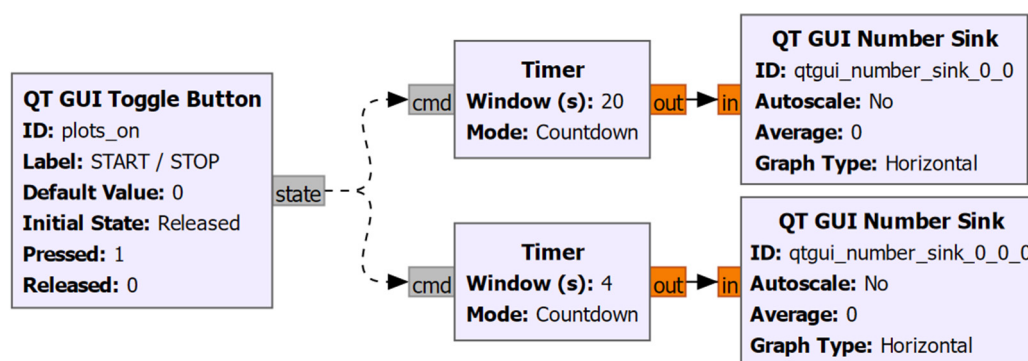 QT GUI Toggle Button
ID: plots_on
Label: START / STOP
Default Value: 0
Initial State: Released
Pressed: 1
Released: 0
state
cmd
Timer
Window (s): 20
Mode: Countdown
out
in
QT GUI Number Sink
ID: qtgui_number_sink_0_0
Autoscale: No
Average: 0
Graph Type: Horizontal
cmd
Timer
Window (s): 4
Mode: Countdown
out
in
QT GUI Number Sink
ID: qtgui_number_sink_0_0_0
Autoscale: No
Average: 0
Graph Type: Horizontal